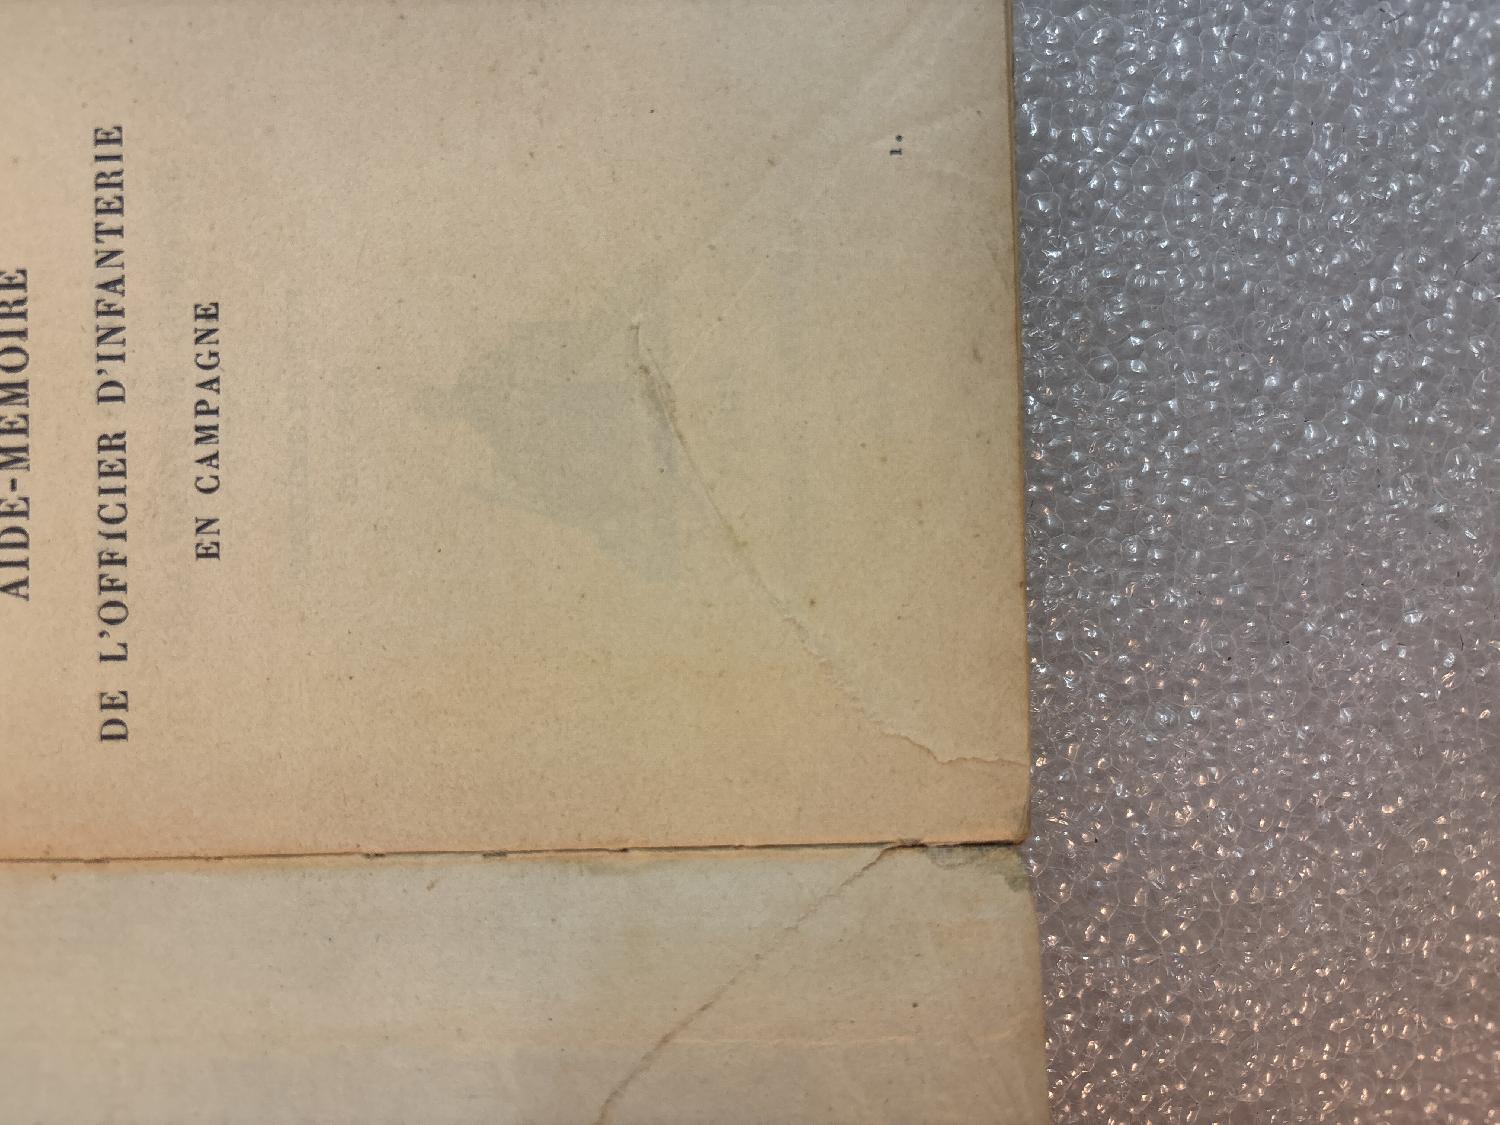 AIDE-MEMOIRE
DE L'OFFICIER D'INFANTERIE
EN CAMPAGNE
1.